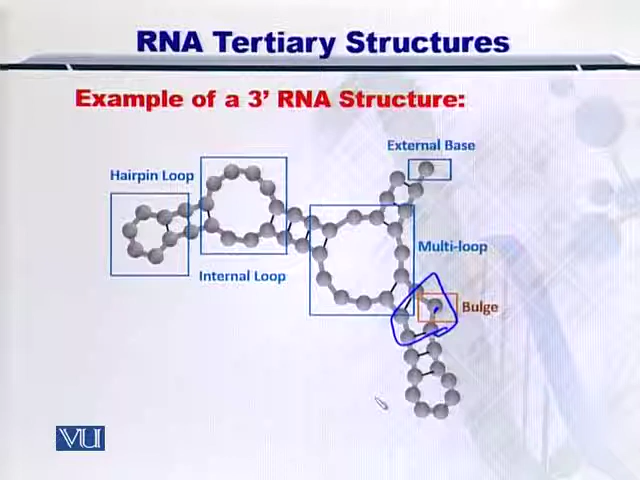 RNA Tertiary Structures
Example of a 3’ RNA Structure:
External Base
Hairpin Loop
Multi-loop
Internal Loop
Bulge
VU